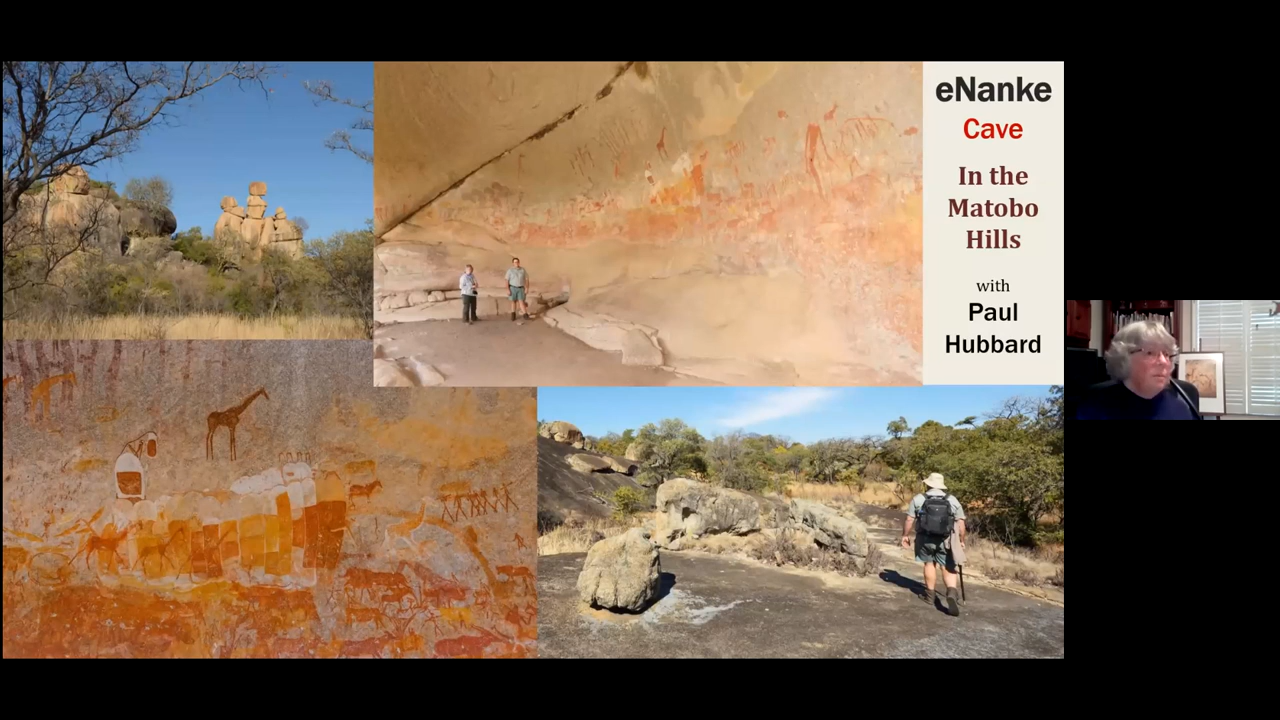 eNanke
Cave
In the
Matobo
Hills
with
Paul
Hubbard